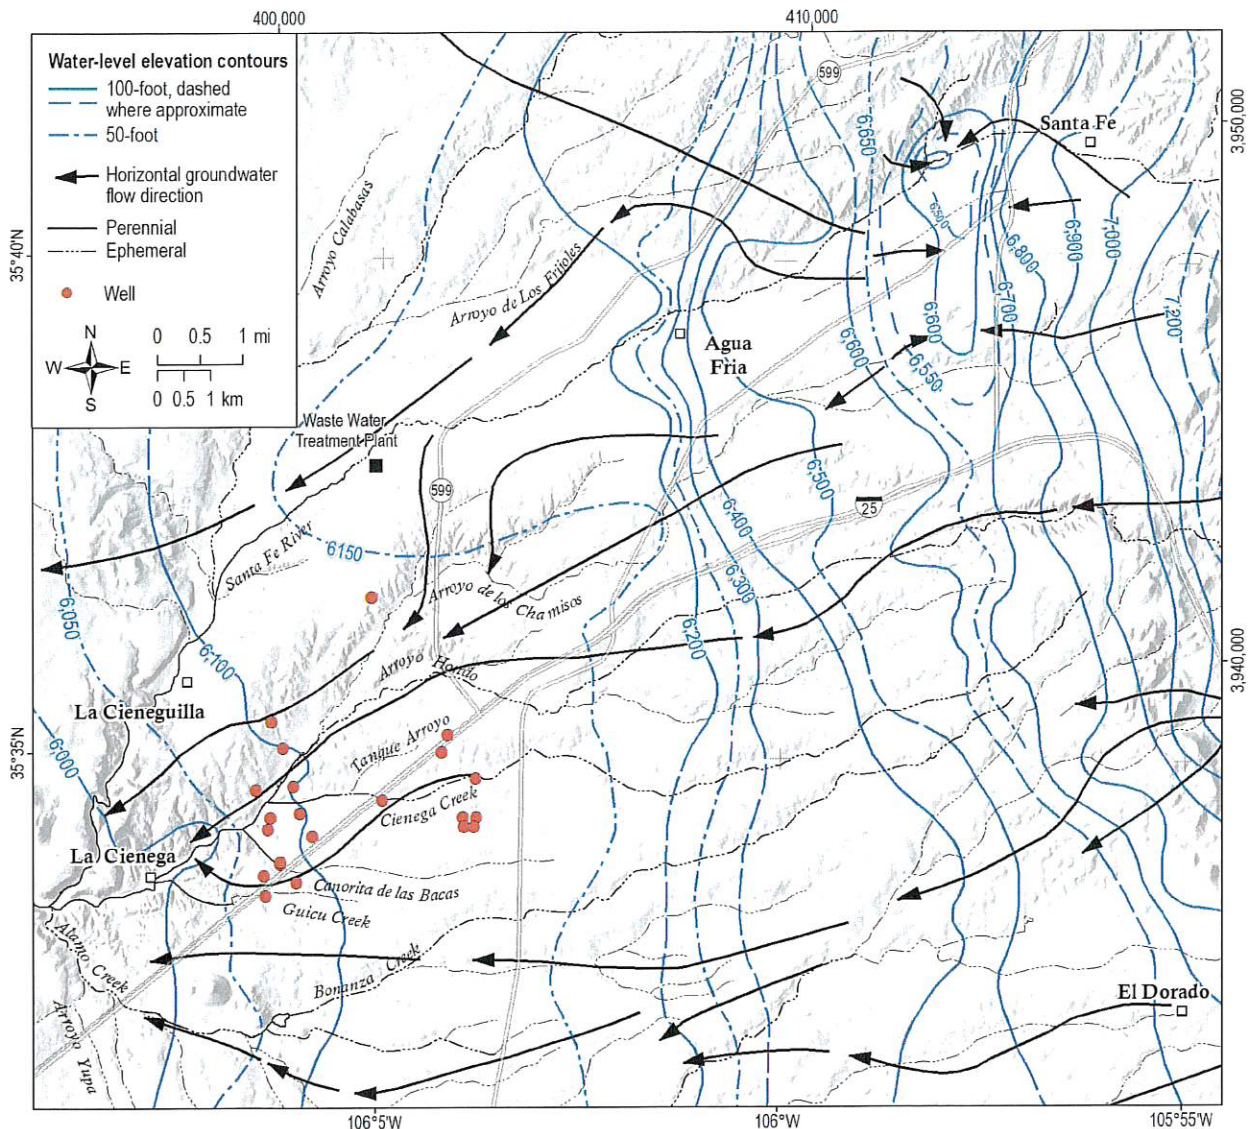 400,000
410,000
Water-level elevation contours
100-foot, dashed
where approximate
50-foot
Horizontal groundwater
flow direction
Perennial
Ephemeral
Well
N
W
E
S
0 0.5 1 mi
0 0.5 1 km
599
3,950,000
Santa Fe
6,650
6500
6,900
7,000
6,800
6,700
7,200
35°40'N
Arroyo Calabasas
Arroyo de Los Frijoles
Agua
Fria
6,600
6,600
6,550
Waste Water
Treatment Plant
599
6,500
25
6,400
6150
Santa Fe River
6,300
Arroyo de los Chamisos
6,050
6,100
6,200
Arroyo Hondo
3,940,000
La Cieneguilla
Tanque Arroyo
35°35'N
6,000
Cienega Creek
La Cienega
Canorita de las Bacas
Guicu Creek
Alamo Creek
Bonanza Creek
El Dorado
Arroyo Yupa
106°5'W
106°W
105°55'W